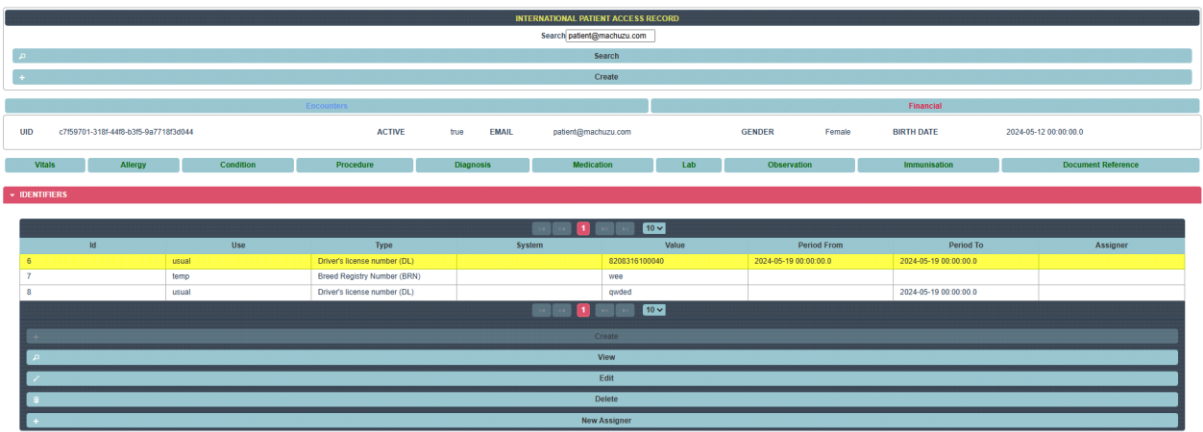 INTERNATIONAL PATIENT ACCESS RECORD
Search patient@machuzu.com
Search
Create
Encounters Financial
UID c7f59701-318f-44f8-b3f5-9a7718f3d044 ACTIVE true EMAIL patient@machuzu.com GENDER Female BIRTH DATE 2024-05-12 00:00:00.0
Vitals Allergy Condition Procedure Diagnosis Medication Lab Observation Immunisation Document Reference
IDENTIFIERS
1 10
Id Use Type System Value Period From Period To Assigner
6 usual Driver's license number (DL) 8208316100040 2024-05-19 00:00:00.0 2024-05-19 00:00:00.0
7 temp Breed Registry Number (BRN) wee
8 usual Driver's license number (DL) qwded 2024-05-19 00:00:00.0
1 10
Create
View
Edit
Delete
New Assigner